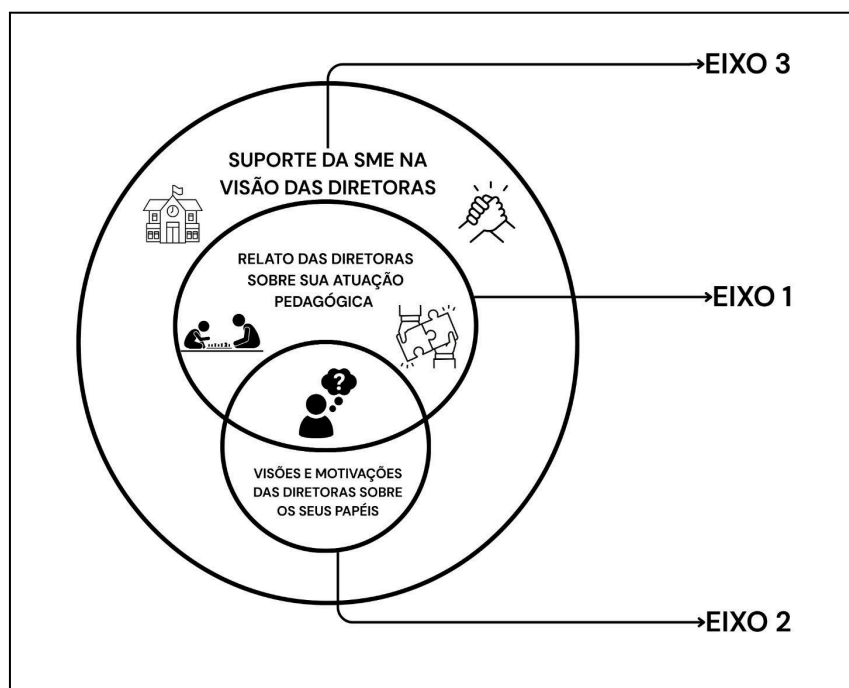 EIXO 3
SUPORTE DA SME NA
VISÃO DAS DIRETORAS
RELATO DAS DIRETORAS
SOBRE SUA ATUAÇÃO
PEDAGÓGICA
EIXO 1
?
VISÕES E MOTIVAÇÕES
DAS DIRETORAS SOBRE
OS SEUS PAPÉIS
EIXO 2